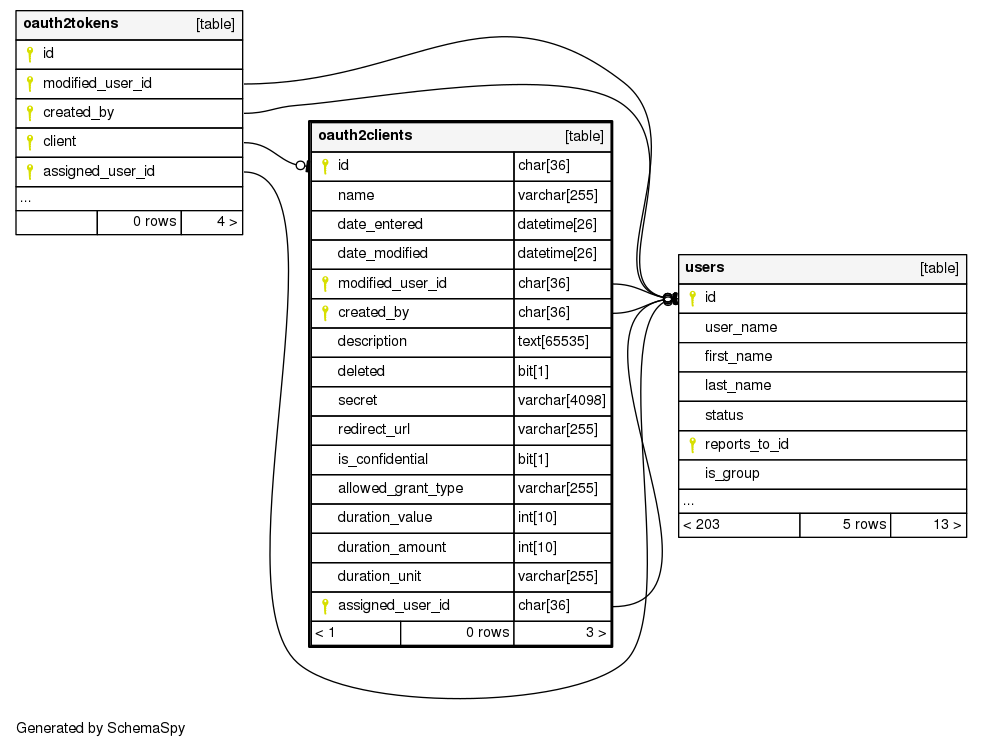 oauth2tokens [table]
id
modified_user_id
created_by
client
assigned_user_id
...
0 rows 4 >
oauth2clients [table]
id char[36]
name varchar[255]
date_entered datetime[26]
date_modified datetime[26]
modified_user_id char[36]
created_by char[36]
description text[65535]
deleted bit[1]
secret varchar[4098]
redirect_url varchar[255]
is_confidential bit[1]
allowed_grant_type varchar[255]
duration_value int[10]
duration_amount int[10]
duration_unit varchar[255]
assigned_user_id char[36]
< 1 0 rows 3 >
users [table]
id
user_name
first_name
last_name
status
reports_to_id
is_group
...
< 203 5 rows 13 >
Generated by SchemaSpy